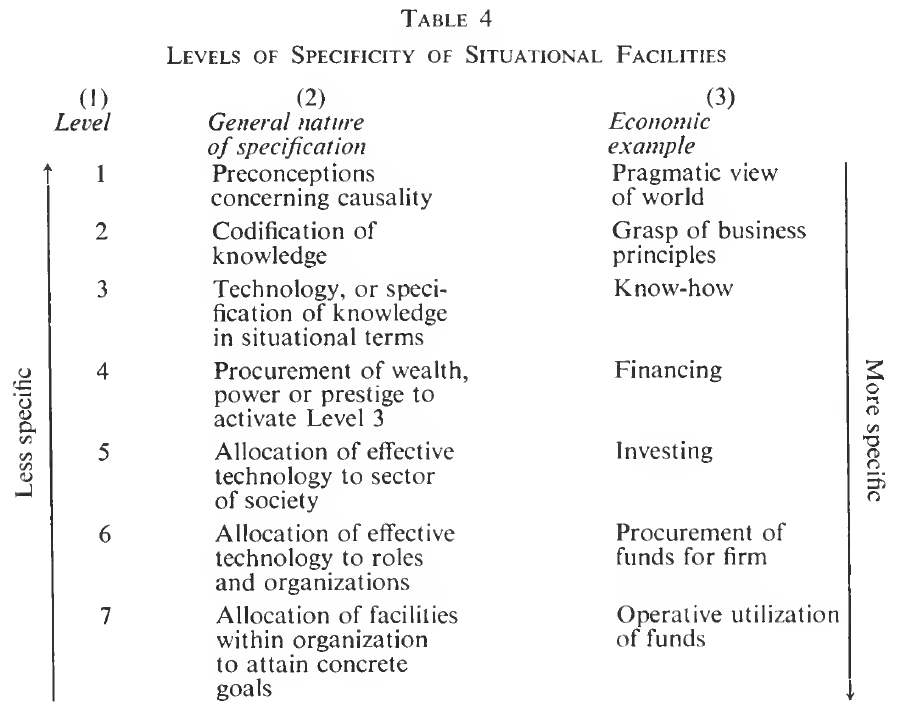 TABLE 4
LEVELS OF SPECIFICITY OF SITUATIONAL FACILITIES
(1) (2) (3)
Level General nature Economic
of specification example
1 Preconceptions Pragmatic view
concerning causality of world
2 Codification of Grasp of business
knowledge principles
3 Technology, or speci- Know-how
fication of knowledge
in situational terms
4 Procurement of wealth, Financing
power or prestige to
activate Level 3
5 Allocation of effective Investing
technology to sector
of society
6 Allocation of effective Procurement of
technology to roles funds for firm
and organizations
7 Allocation of facilities Operative utilization
within organization of funds
to attain concrete
goals
Less specific
More specific